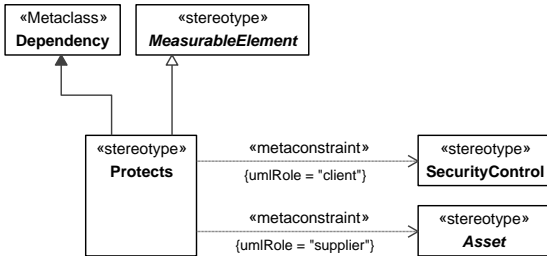 «Metaclass»
Dependency
«stereotype»
MeasurableElement
«stereotype»
Protects
«metaconstraint»
{umlRole = "client"}
«stereotype»
SecurityControl
«metaconstraint»
{umlRole = "supplier"}
«stereotype»
Asset